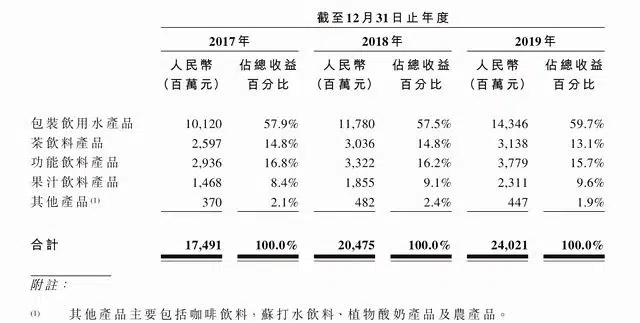 截至12月31日止年度
2017年 2018年 2019年
人民幣 佔總收益 人民幣 佔總收益 人民幣 佔總收益
(百萬元) 百分比 (百萬元) 百分比 (百萬元) 百分比
包裝飲用水產品 10,120 57.9% 11,780 57.5% 14,346 59.7%
茶飲料產品 2,597 14.8% 3,036 14.8% 3,138 13.1%
功能飲料產品 2,936 16.8% 3,322 16.2% 3,779 15.7%
果汁飲料產品 1,468 8.4% 1,855 9.1% 2,311 9.6%
其他產品(1) 370 2.1% 482 2.4% 447 1.9%
合計 17,491 100.0% 20,475 100.0% 24,021 100.0%
附註：
(1) 其他產品主要包括咖啡飲料，蘇打水飲料、植物酸奶產品及農產品。